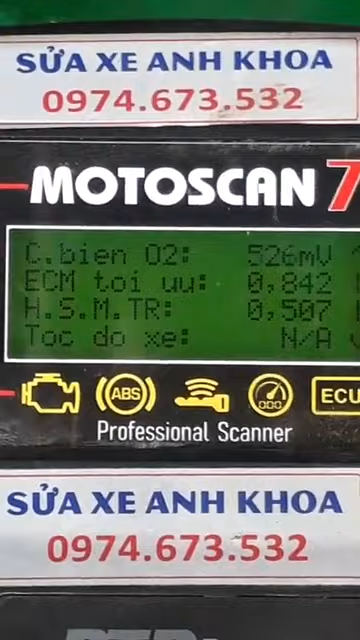 SỬA XE ANH KHOA
0974.673.532
MOTOSCAN 7
C.bien O2: 526mV
ECM toi uu: 0,842
H.S.M.TR: 0,507
Toc do xe: N/A
ABS
ECU
Professional Scanner
SỬA XE ANH KHOA
0974.673.532